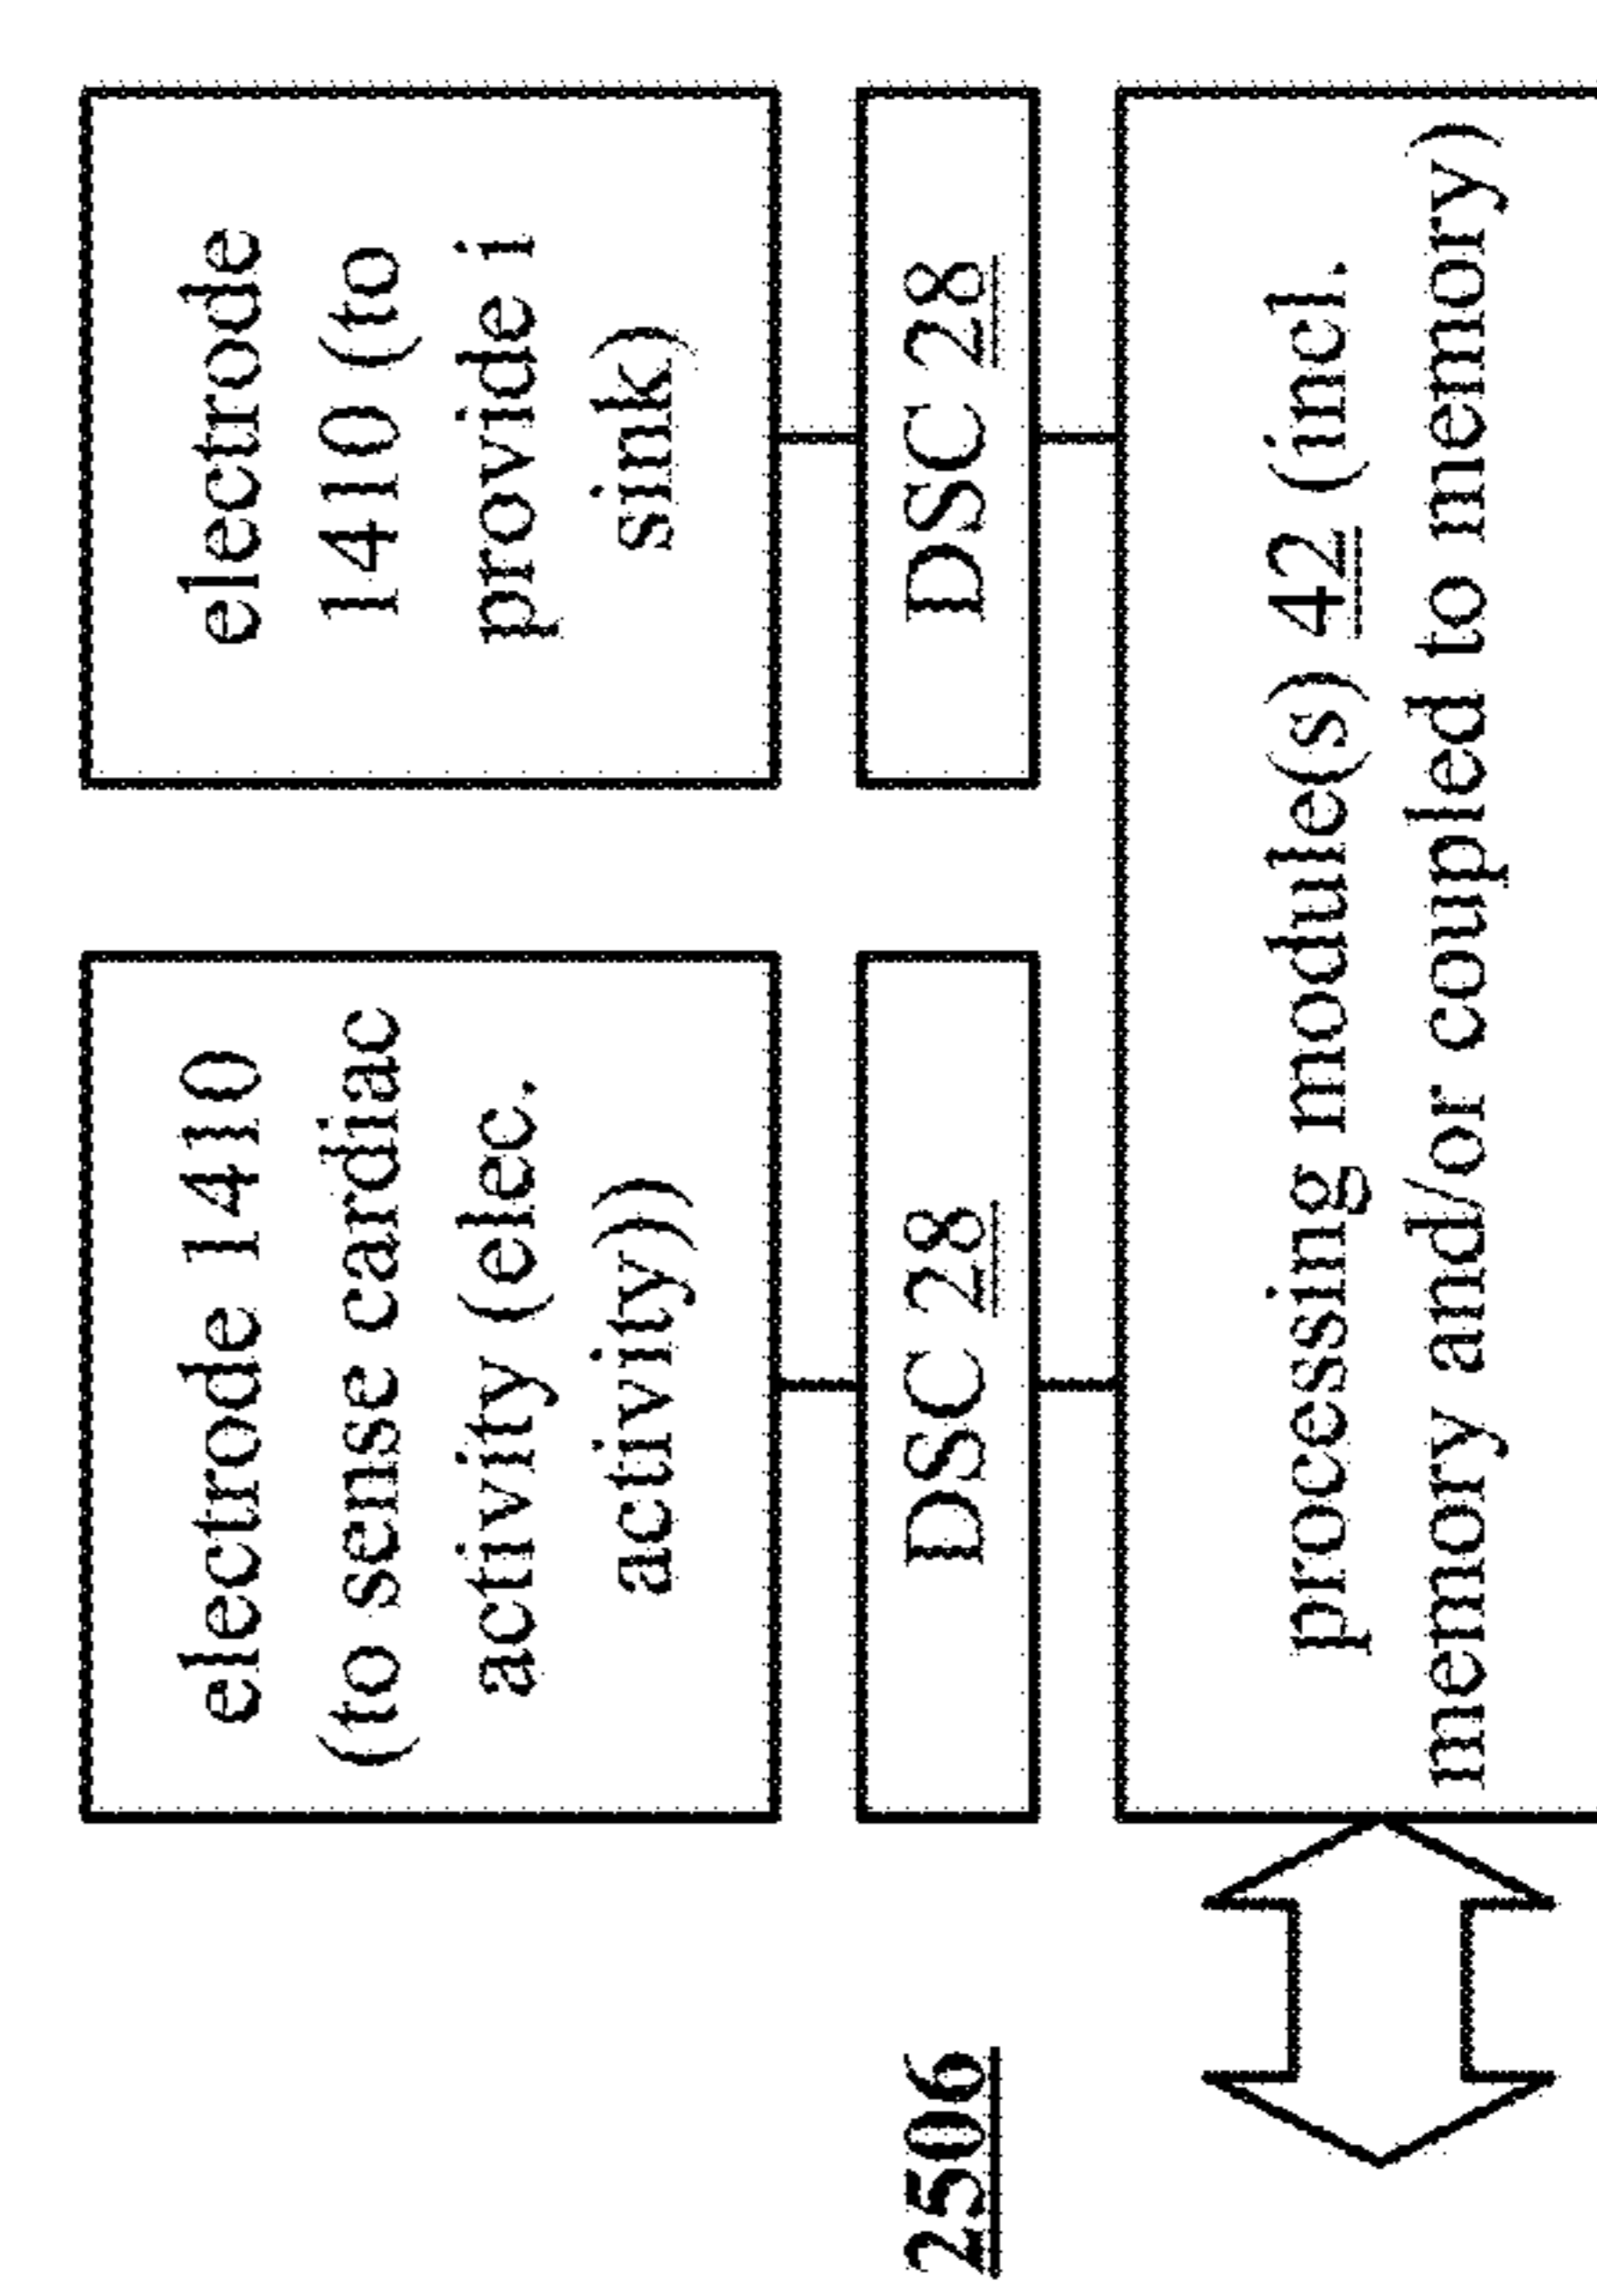 electrode 1410
(to sense cardiac
activity (elec.
activity))
electrode
1410 (to
provide i
sink)
DSC 28
DSC 28
2506
processing module(s) 42 (incl.
memory and/or coupled to memory)